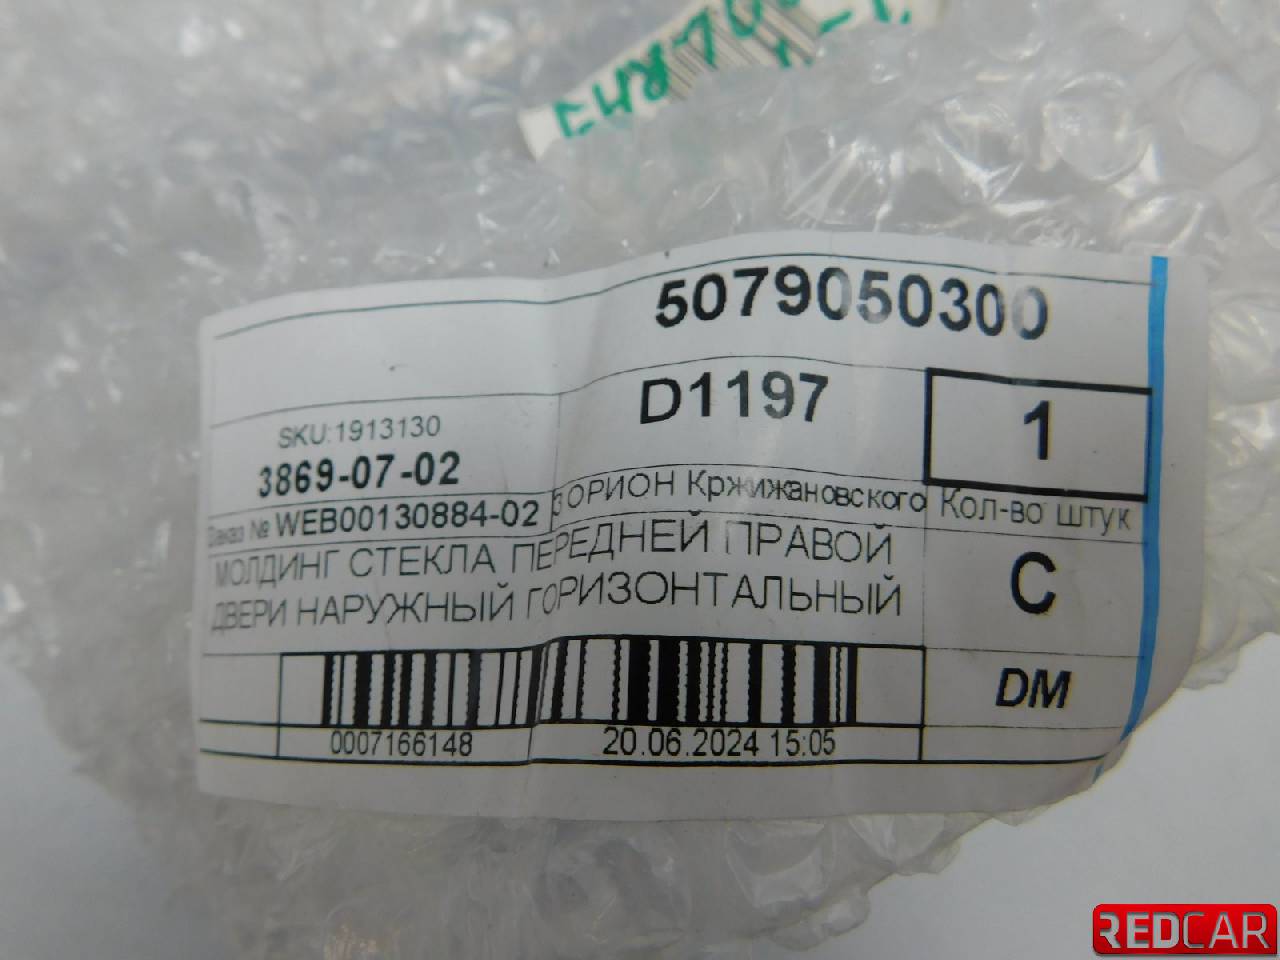 5079050300
D1197
1
SKU:1913130
3869-07-02
Заказ № WEB00130884-02
ОРИОН Кржижановского
Кол-во штук
МОЛДИНГ СТЕКЛА ПЕРЕДНЕЙ ПРАВОЙ
ДВЕРИ НАРУЖНЫЙ ГОРИЗОНТАЛЬНЫЙ
C
DM
0007166148
20.06.2024 15:05
REDCAR